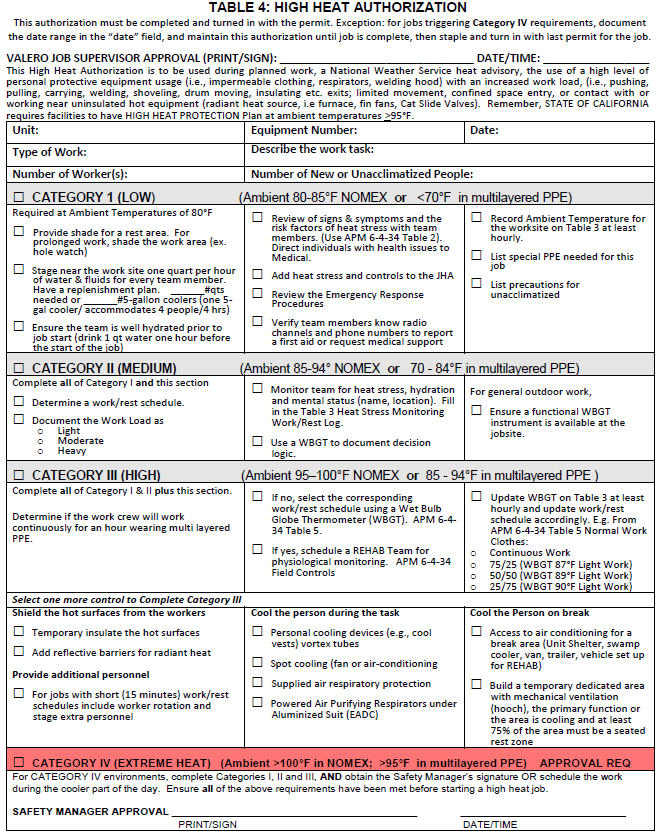 TABLE 4: HIGH HEAT AUTHORIZATION
This authorization must be completed and turned in with the permit. Exception: for jobs triggering Category IV requirements, document
the date range in the “date” field, and maintain this authorization until job is complete, then staple and turn in with last permit for the job.
VALERO JOB SUPERVISOR APPROVAL (PRINT/SIGN): ______________________________ DATE/TIME: ________________
This High Heat Authorization is to be used during planned work, a National Weather Service heat advisory, the use of a high level of
personal protective equipment usage (i.e., impermeable clothing, respirators, welding hood) with an increased work load, (i.e., pushing,
pulling, carrying, welding, shoveling, drum moving, insulating etc. exits; limited movement, confined space entry, or contact with or
working near uninsulated hot equipment (radiant heat source, i.e furnace, fin fans, Cat Slide Valves). Remember, STATE OF CALIFORNIA
requires facilities to have HIGH HEAT PROTECTION Plan at ambient temperatures >95°F.
Unit:
Equipment Number:
Date:
Type of Work:
Describe the work task:
Number of Worker(s):
Number of New or Unacclimatized People:
☐ CATEGORY 1 (LOW) (Ambient 80-85°F NOMEX or <70°F in multilayered PPE)
Required at Ambient Temperatures of 80°F
☐ Provide shade for a rest area. For
prolonged work, shade the work area (ex.
hole watch)
☐ Stage near the work site one quart per hour
of water & fluids for every team member.
Have a replenishment plan. ______#qts
needed or ______#5-gallon coolers (one 5-
gal cooler/ accommodates 4 people/4 hrs)
☐ Ensure the team is well hydrated prior to
job start (drink 1 qt water one hour before
the start of the job)
☐ Review of signs & symptoms and the
risk factors of heat stress with team
members. (Use APM 6-4-34 Table 2).
Direct individuals with health issues to
Medical.
☐ Add heat stress and controls to the JHA
☐ Review the Emergency Response
Procedures
☐ Verify team members know radio
channels and phone numbers to report
a first aid or request medical support
☐ Record Ambient Temperature for
the worksite on Table 3 at least
hourly.
☐ List special PPE needed for this
job
☐ List precautions for
unacclimatized
☐ CATEGORY II (MEDIUM) (Ambient 85-94° NOMEX or 70 - 84°F in multilayered PPE)
Complete all of Category I and this section
☐ Determine a work/rest schedule.
☐ Document the Work Load as
o Light
o Moderate
o Heavy
☐ Monitor team for heat stress, hydration
and mental status (name, location). Fill
in the Table 3 Heat Stress Monitoring
Work/Rest Log.
☐ Use a WBGT to document decision
logic.
For general outdoor work,
☐ Ensure a functional WBGT
instrument is available at the
jobsite.
☐ CATEGORY III (HIGH) (Ambient 95–100°F NOMEX or 85 - 94°F in multilayered PPE )
Complete all of Category I & II plus this section.
Determine if the work crew will work
continuously for an hour wearing multi layered
PPE.
☐ If no, select the corresponding
work/rest schedule using a Wet Bulb
Globe Thermometer (WBGT). APM 6-4-
34 Table 5.
☐ If yes, schedule a REHAB Team for
physiological monitoring. APM 6-4-34
Field Controls
☐ Update WBGT on Table 3 at least
hourly and update work/rest
schedule accordingly. E.g. From
APM 6-4-34 Table 5 Normal Work
Clothes:
o Continuous Work
o 75/25 (WBGT 87°F Light Work)
o 50/50 (WBGT 89°F Light Work)
o 25/75 (WBGT 90°F Light Work)
Select one more control to Complete Category III
Shield the hot surfaces from the workers
☐ Temporary insulate the hot surfaces
☐ Add reflective barriers for radiant heat
Provide additional personnel
☐ For jobs with short (15 minutes) work/rest
schedules include worker rotation and
stage extra personnel
Cool the person during the task
☐ Personal cooling devices (e.g., cool
vests) vortex tubes
☐ Spot cooling (fan or air-conditioning
☐ Supplied air respiratory protection
☐ Powered Air Purifying Respirators under
Aluminized Suit (EADC)
Cool the Person on break
☐ Access to air conditioning for a
break area (Unit Shelter, swamp
cooler, van, trailer, vehicle set up
for REHAB)
☐ Build a temporary dedicated area
with mechanical ventilation
(hooch), the primary function or
the area is cooling and at least
75% of the area must be a seated
rest zone
☐ CATEGORY IV (EXTREME HEAT) (Ambient >100°F in NOMEX; >95°F in multilayered PPE) APPROVAL REQ
For CATEGORY IV environments, complete Categories I, II and III, AND obtain the Safety Manager’s signature OR schedule the work
during the cooler part of the day. Ensure all of the above requirements have been met before starting a high heat job.
SAFETY MANAGER APPROVAL ______________________________ ____________________
PRINT/SIGN DATE/TIME